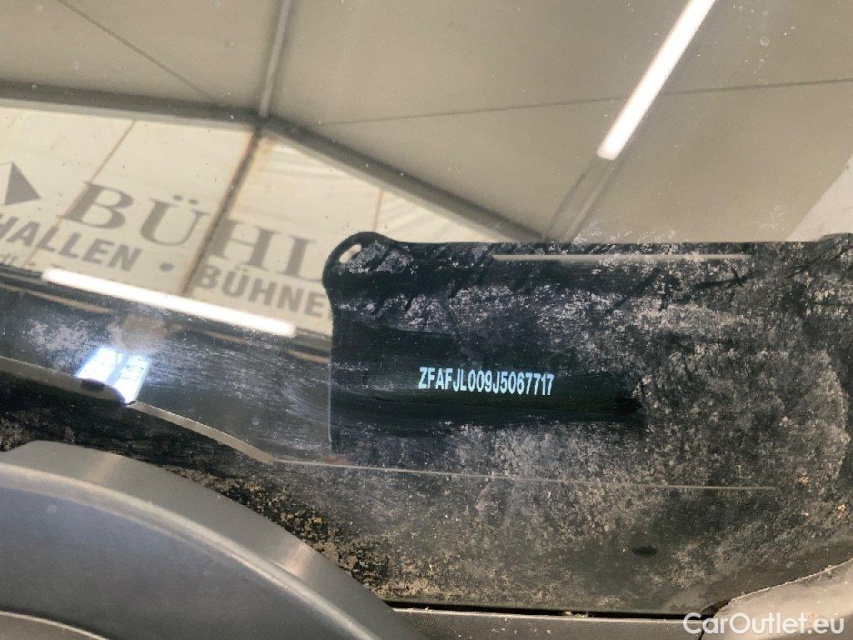 BÜHL
HALLEN • BÜHNE
ZFAFJL009J5067717
CarOutlet.eu